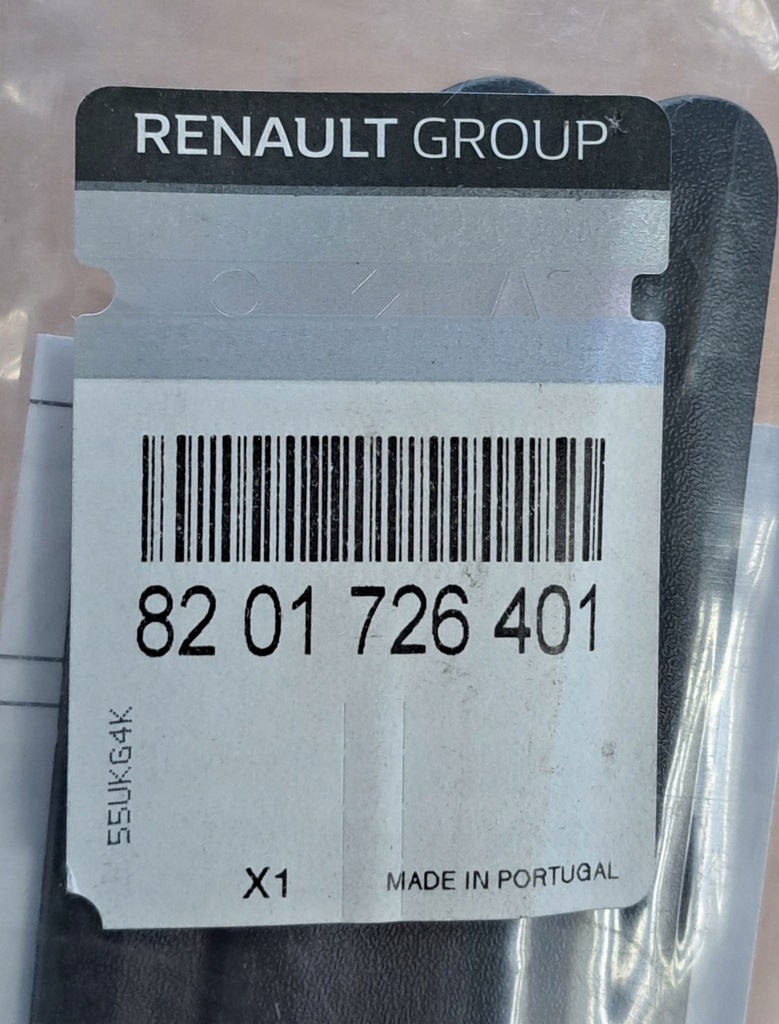 RENAULT GROUP
82 01 726 401
55UKG4K
X1
MADE IN PORTUGAL